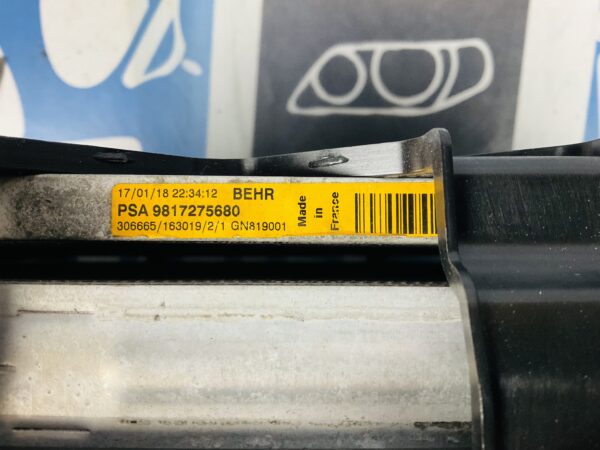 17/01/18 22:34:12 BEHR
PSA 9817275680
306665/163019/2/1 GN819001
Made
in
France